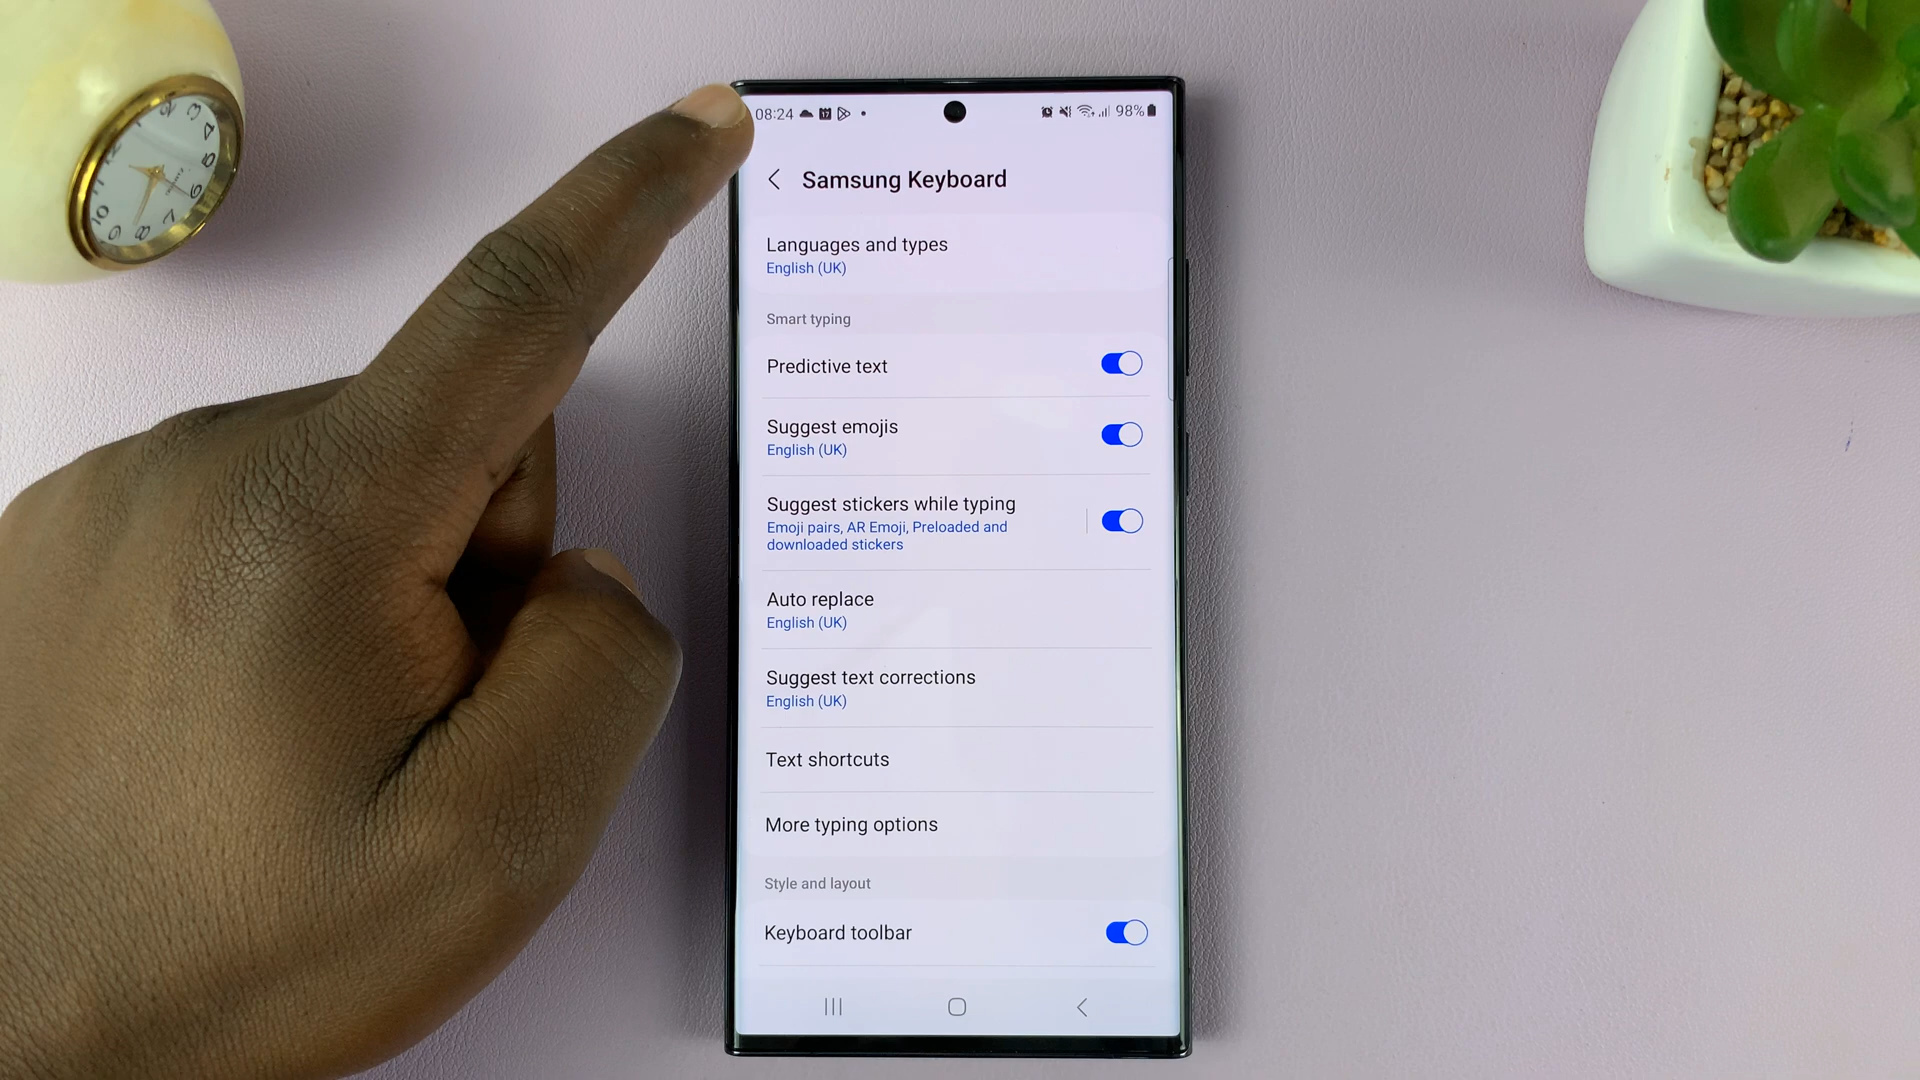 08:24
98%
Samsung Keyboard
Languages and types
English (UK)
Smart typing
Predictive text
Suggest emojis
English (UK)
Suggest stickers while typing
Emoji pairs, AR Emoji, Preloaded and
downloaded stickers
Auto replace
English (UK)
Suggest text corrections
English (UK)
Text shortcuts
More typing options
Style and layout
Keyboard toolbar